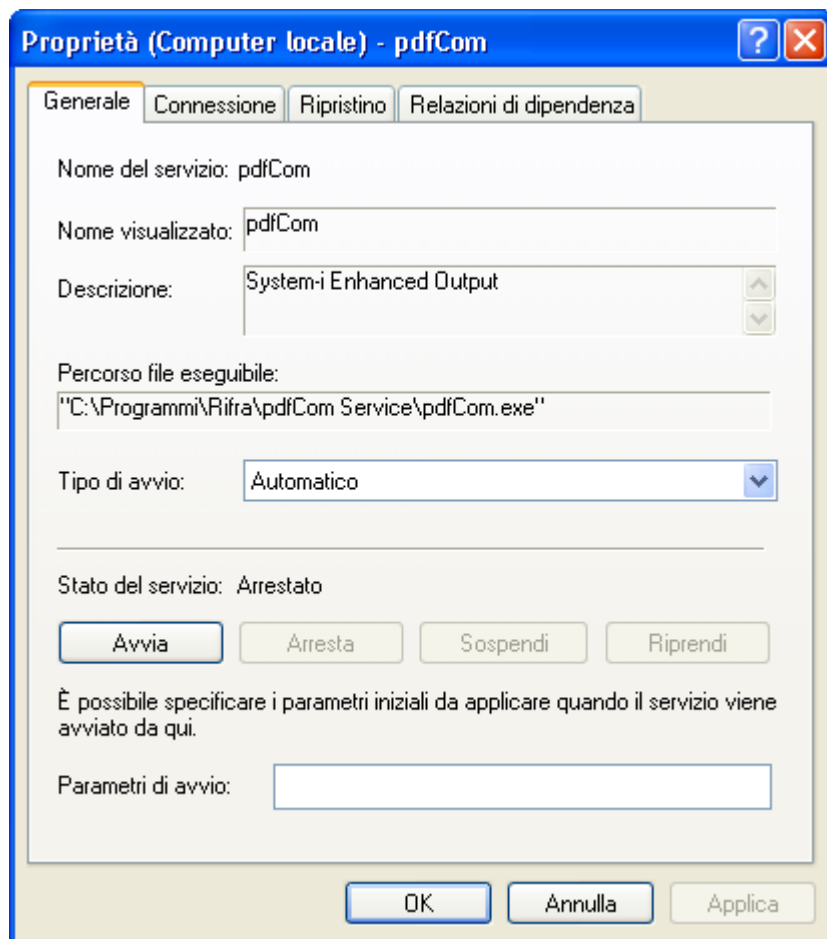 Proprietà (Computer locale) - pdfCom
Generale Connessione Ripristino Relazioni di dipendenza
Nome del servizio: pdfCom
Nome visualizzato: pdfCom
Descrizione: System-i Enhanced Output
Percorso file eseguibile:
"C:\Programmi\Rifra\pdfCom Service\pdfCom.exe"
Tipo di avvio: Automatico
Stato del servizio: Arrestato
Avvia Arresta Sospendi Riprendi
È possibile specificare i parametri iniziali da applicare quando il servizio viene
avviato da qui.
Parametri di avvio:
OK Annulla Applica